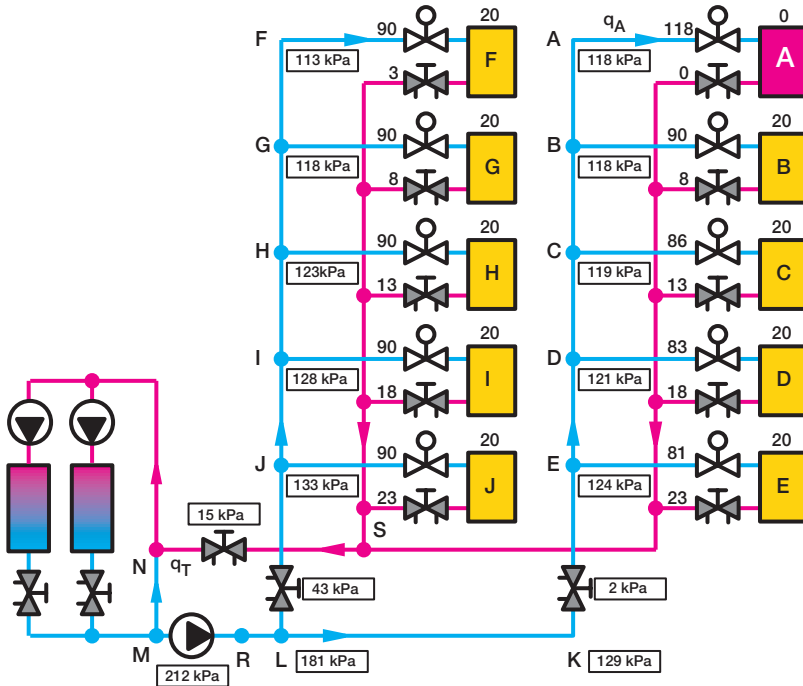 20 0
F 90 A qA 118
113 kPa F 118 kPa A
3 0
20 20
G 90 B 90
118 kPa G 118 kPa B
8 8
20 20
H 90 C 86
123kPa H 119 kPa C
13 13
20 20
I 90 D 83
128 kPa I 121 kPa D
18 18
20 20
J 90 E 81
133 kPa J 124 kPa E
15 kPa 23 23
S
N qT
43 kPa 2 kPa
M R L 181 kPa K 129 kPa
212 kPa